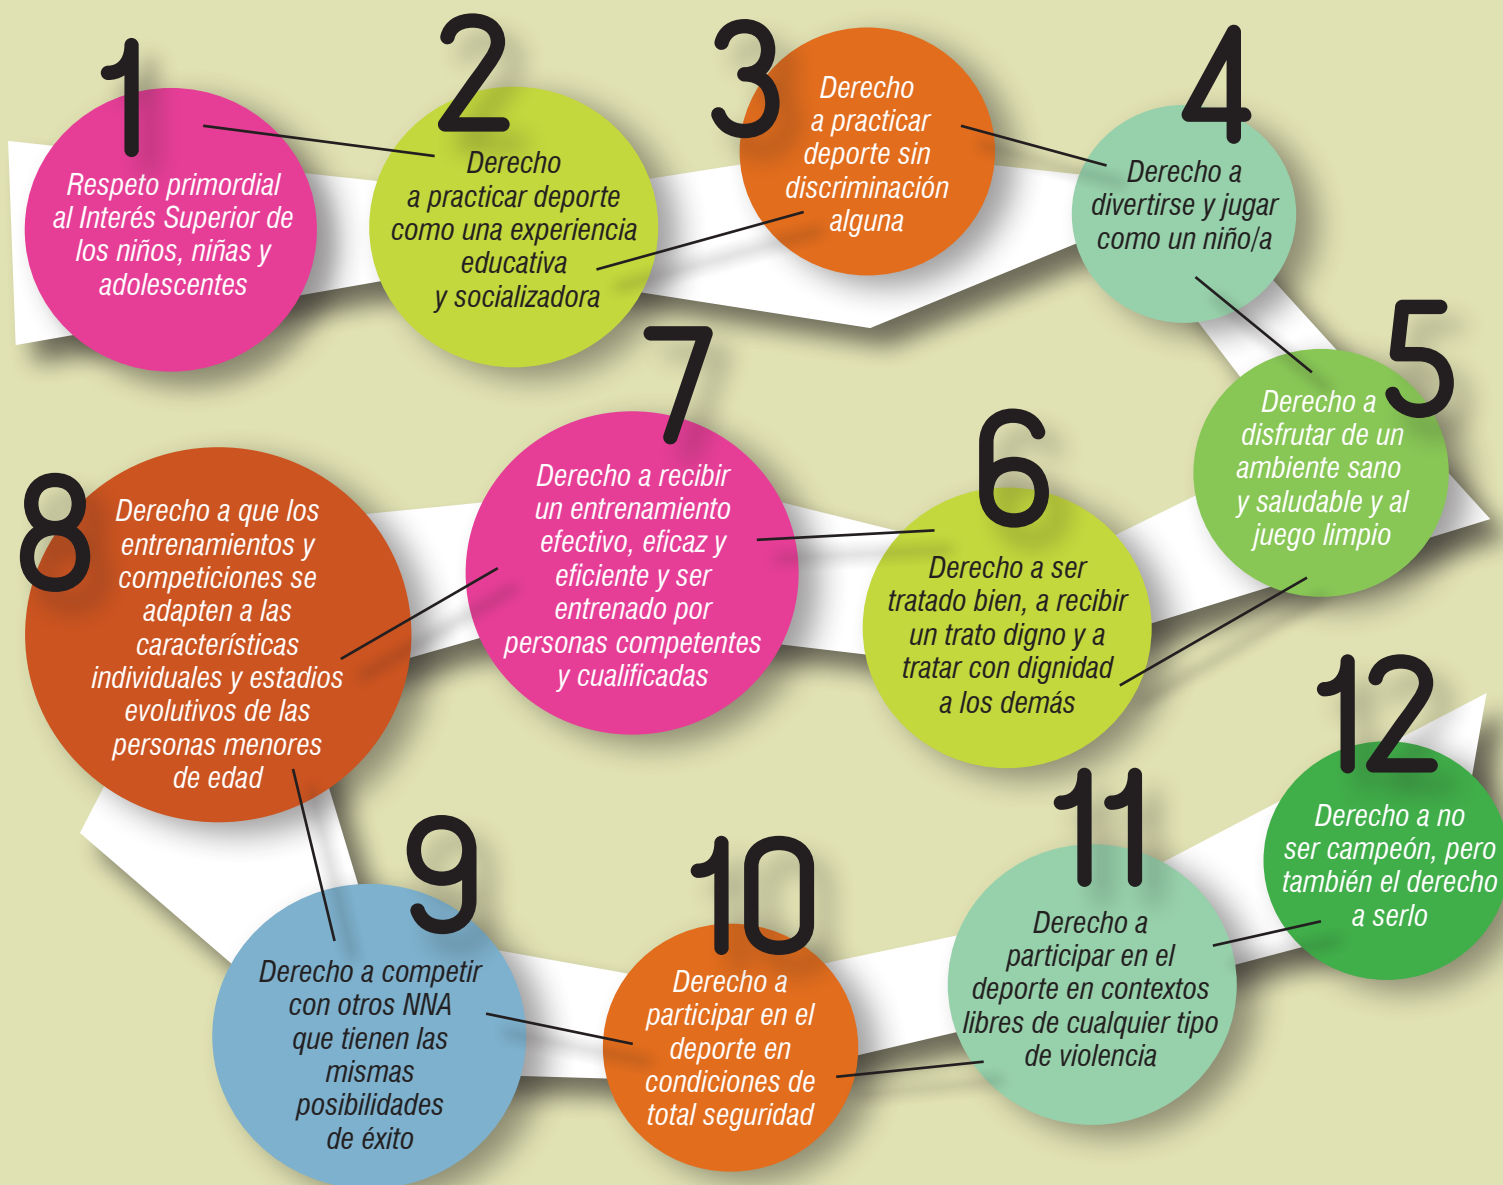 1
Respeto primordial
al Interés Superior de
los niños, niñas y
adolescentes
2
Derecho
a practicar deporte
como una experiencia
educativa
y socializadora
3
Derecho
a practicar
deporte sin
discriminación
alguna
4
Derecho a
divertirse y jugar
como un niño/a
5
Derecho a
disfrutar de un
ambiente sano
y saludable y al
juego limpio
6
Derecho a ser
tratado bien, a recibir
un trato digno y a
tratar con dignidad
a los demás
7
Derecho a recibir
un entrenamiento
efectivo, eficaz y
eficiente y ser
entrenado por
personas competentes
y cualificadas
8
Derecho a que los
entrenamientos y
competiciones se
adapten a las
características
individuales y estadios
evolutivos de las
personas menores
de edad
9
Derecho a competir
con otros NNA
que tienen las
mismas
posibilidades
de éxito
10
Derecho a
participar en el
deporte en
condiciones de
total seguridad
11
Derecho a
participar en el
deporte en contextos
libres de cualquier tipo
de violencia
12
Derecho a no
ser campeón, pero
también el derecho
a serlo